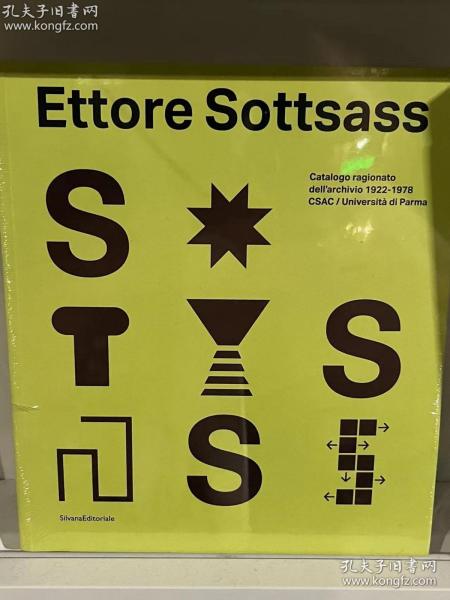 孔夫子旧书网
www.kongfz.com
Ettore Sottsass
Catalogo ragionato
dell'archivio 1922-1978
CSAC / Università di Parma
S
T S
S S
SilvanaEditoriale
孔夫子旧书网
www.kongfz.com